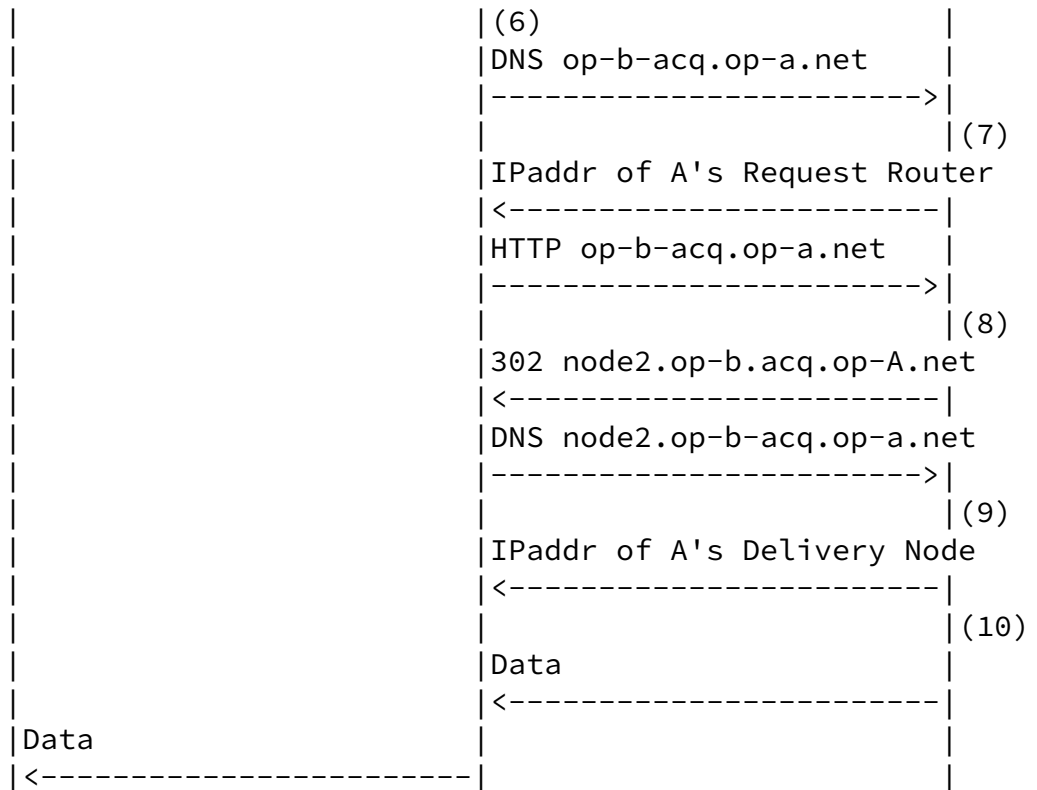 (6)
DNS op-b-acq.op-a.net
(7)
IPaddr of A's Request Router
HTTP op-b-acq.op-a.net
(8)
302 node2.op-b.acq.op-A.net
DNS node2.op-b-acq.op-a.net
(9)
IPaddr of A's Delivery Node
(10)
Data
Data